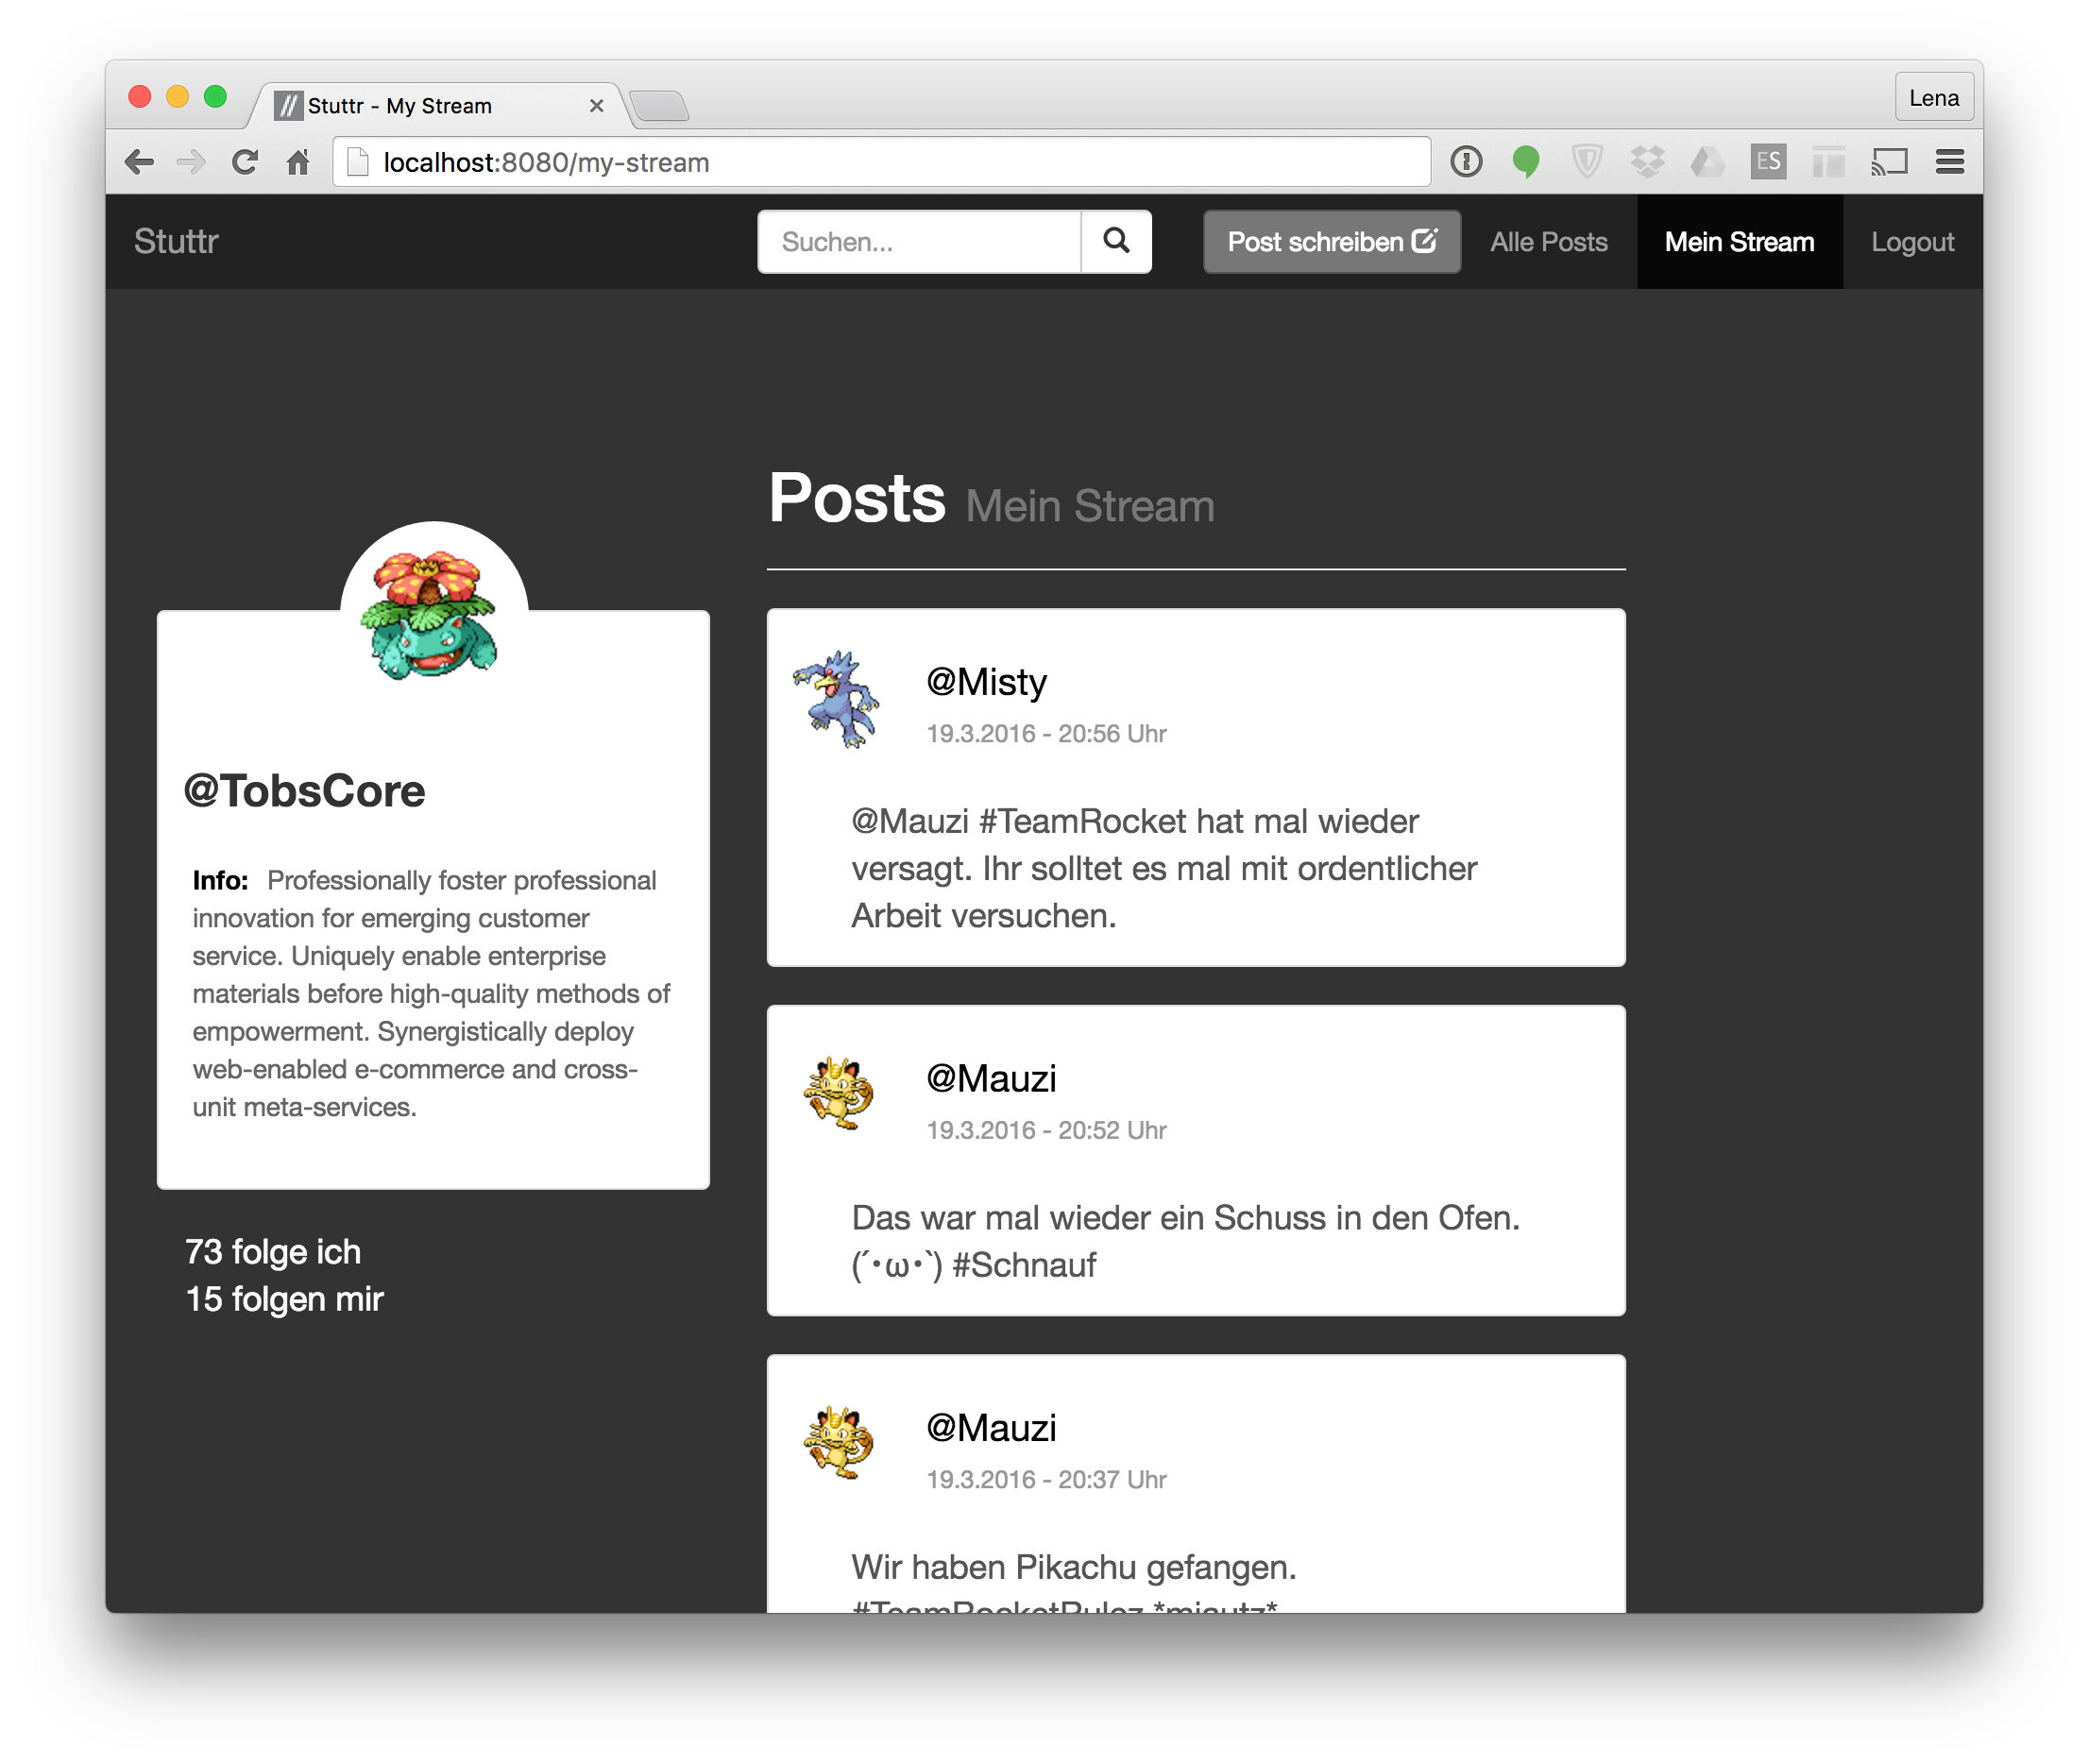 Stuttr - My Stream
Lena
localhost:8080/my-stream
ES
Stuttr
Suchen...
Post schreiben
Alle Posts
Mein Stream
Logout
Posts Mein Stream
@TobsCore
Info: Professionally foster professional
innovation for emerging customer
service. Uniquely enable enterprise
materials before high-quality methods of
empowerment. Synergistically deploy
web-enabled e-commerce and cross-
unit meta-services.
73 folge ich
15 folgen mir
@Misty
19.3.2016 - 20:56 Uhr
@Mauzi #TeamRocket hat mal wieder
versagt. Ihr solltet es mal mit ordentlicher
Arbeit versuchen.
@Mauzi
19.3.2016 - 20:52 Uhr
Das war mal wieder ein Schuss in den Ofen.
(´･ω･`) #Schnauf
@Mauzi
19.3.2016 - 20:37 Uhr
Wir haben Pikachu gefangen.
#TeamRocketRulez *miautz*